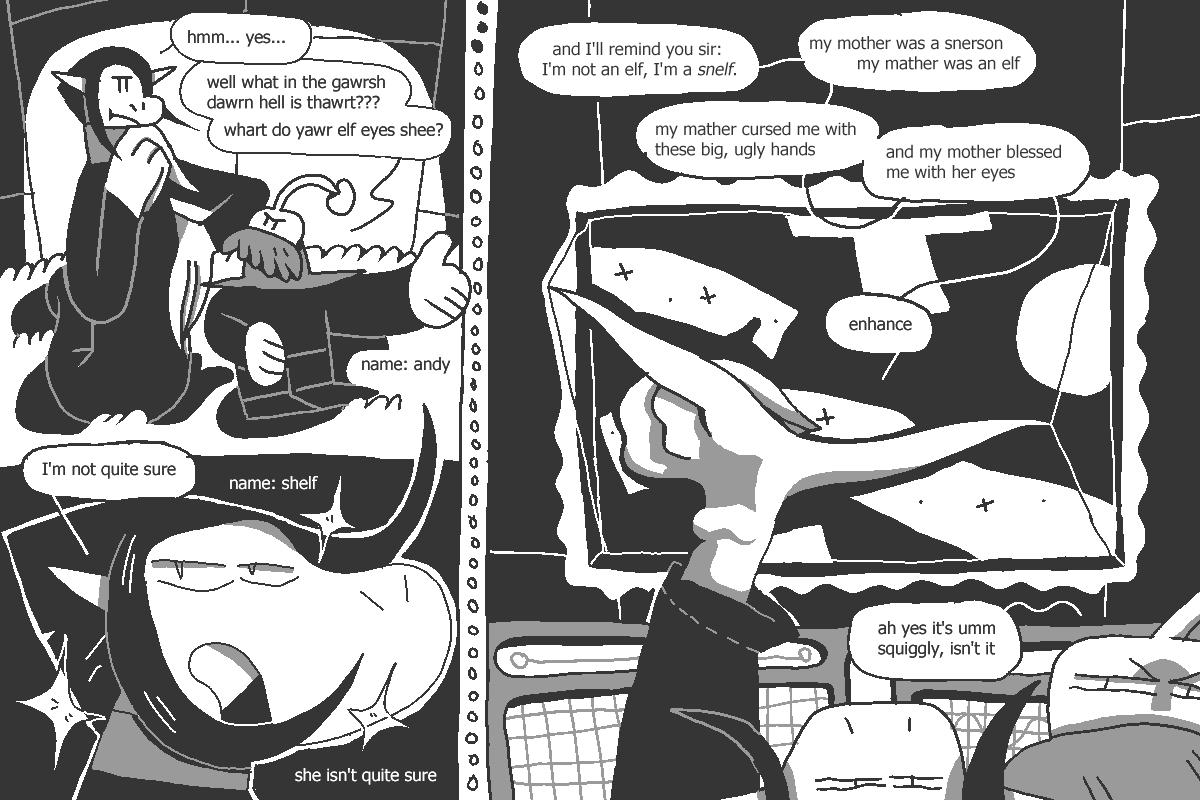 hmm... yes...
well what in the gawrsh
dawrn hell is thawrt???
whart do yawr elf eyes shee?
name: andy
I'm not quite sure
name: shelf
she isn't quite sure
and I'll remind you sir:
I'm not an elf, I'm a snelf.
my mother was a snerson
my mather was an elf
my mather cursed me with
these big, ugly hands
and my mother blessed
me with her eyes
enhance
ah yes it's umm
squiggly, isn't it